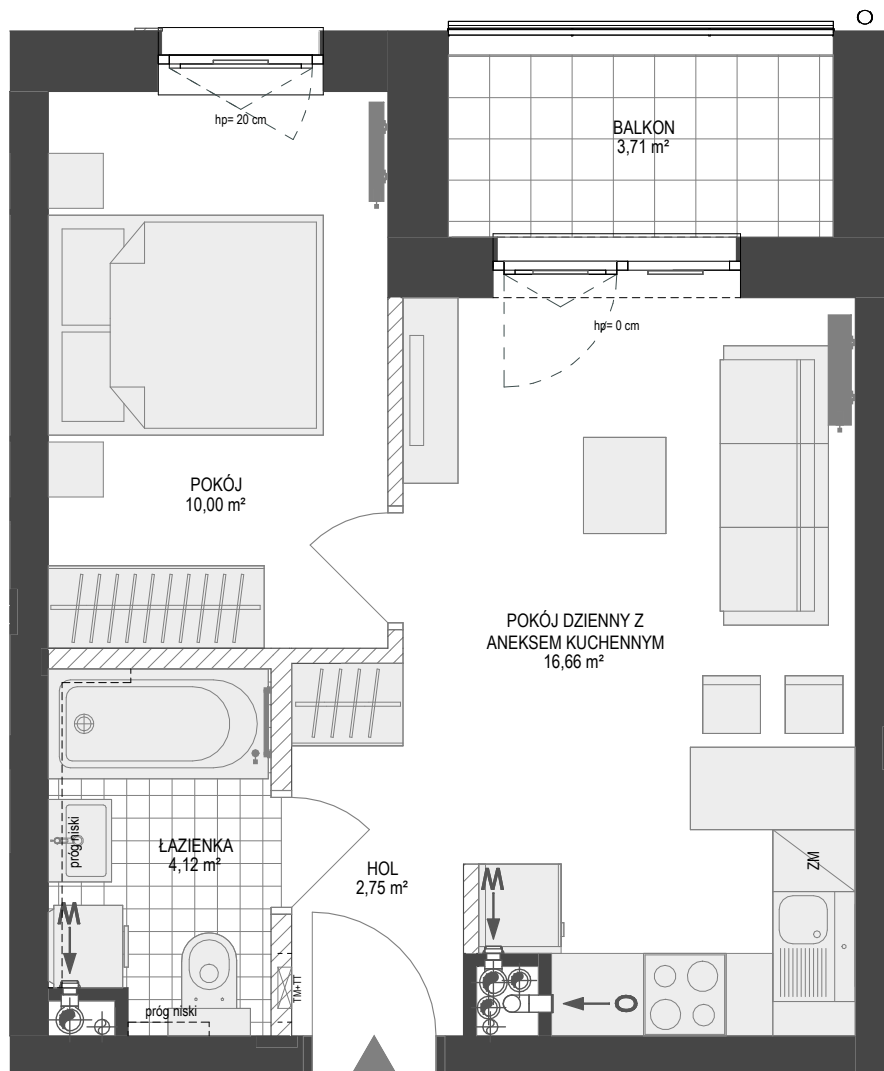 O
BALKON
3,71 m²
hp= 20 cm
hp= 0 cm
POKÓJ
10,00 m²
POKÓJ DZIENNY Z
ANEKSEM KUCHENNYM
16,66 m²
próg niski
ŁAZIENKA
4,12 m²
HOL
2,75 m²
ZM
M
M
TM+TT
próg niski
O